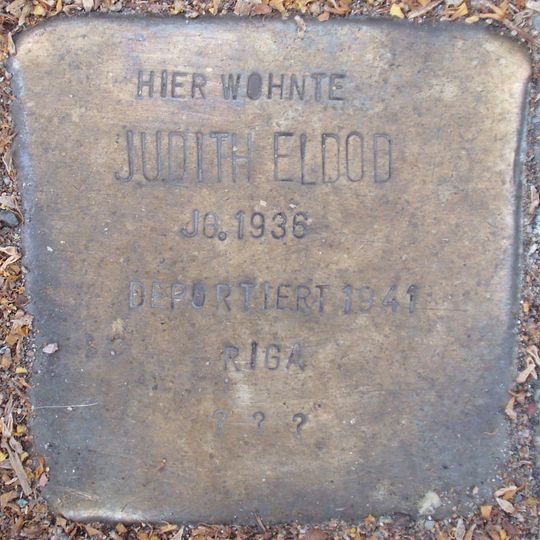 HIER WOHNTE
JUDITH ELDOD
JG. 1936
DEPORTIERT 1941
RIGA
? ? ?